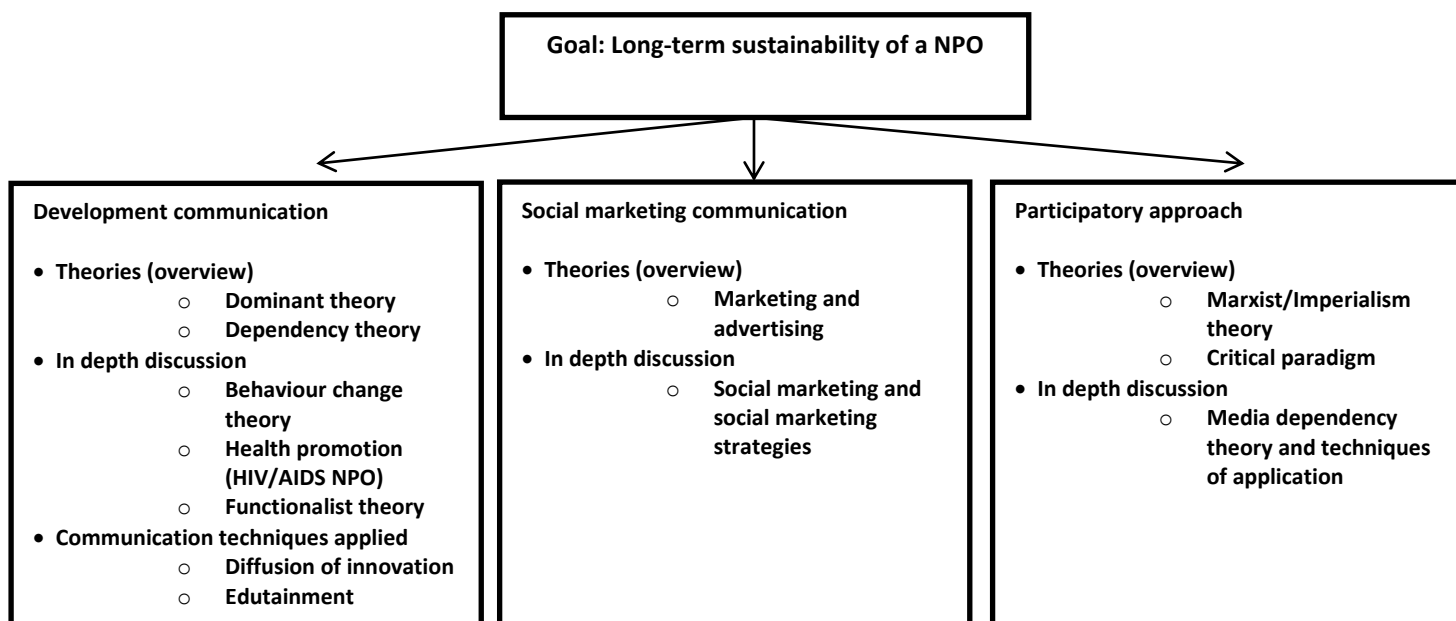 Goal: Long-term sustainability of a NPO
Development communication
• Theories (overview)
o Dominant theory
o Dependency theory
• In depth discussion
o Behaviour change
theory
o Health promotion
(HIV/AIDS NPO)
o Functionalist theory
• Communication techniques applied
o Diffusion of innovation
o Edutainment
Social marketing communication
• Theories (overview)
o Marketing and
advertising
• In depth discussion
o Social marketing and
social marketing
strategies
Participatory approach
• Theories (overview)
o Marxist/Imperialism
theory
o Critical paradigm
• In depth discussion
o Media dependency
theory and techniques
of application